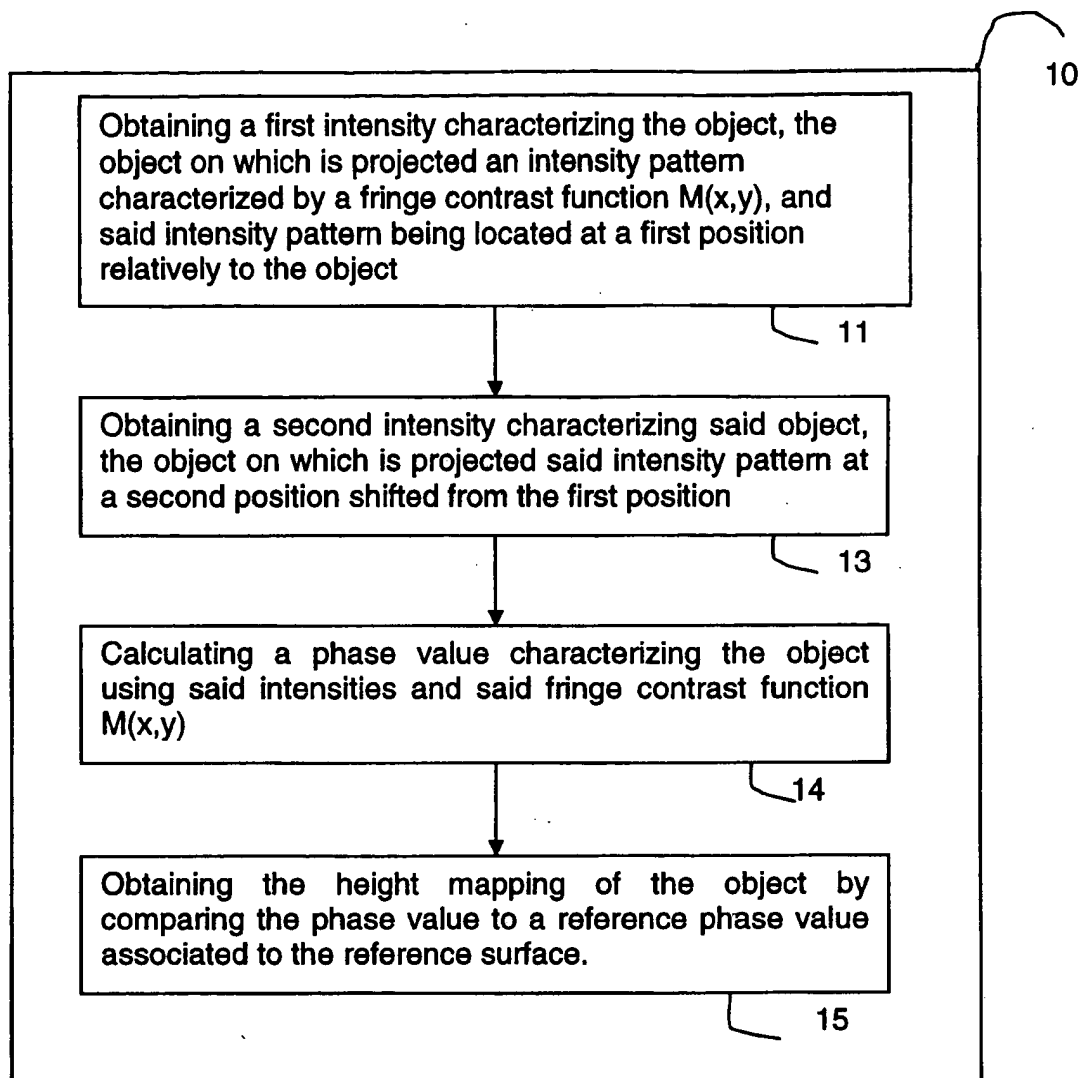 10
Obtaining a first intensity characterizing the object, the
object on which is projected an intensity pattern
characterized by a fringe contrast function M(x,y), and
said intensity pattern being located at a first position
relatively to the object
11
Obtaining a second intensity characterizing said object,
the object on which is projected said intensity pattern at
a second position shifted from the first position
13
Calculating a phase value characterizing the object
using said intensities and said fringe contrast function
M(x,y)
14
Obtaining the height mapping of the object by
comparing the phase value to a reference phase value
associated to the reference surface.
15